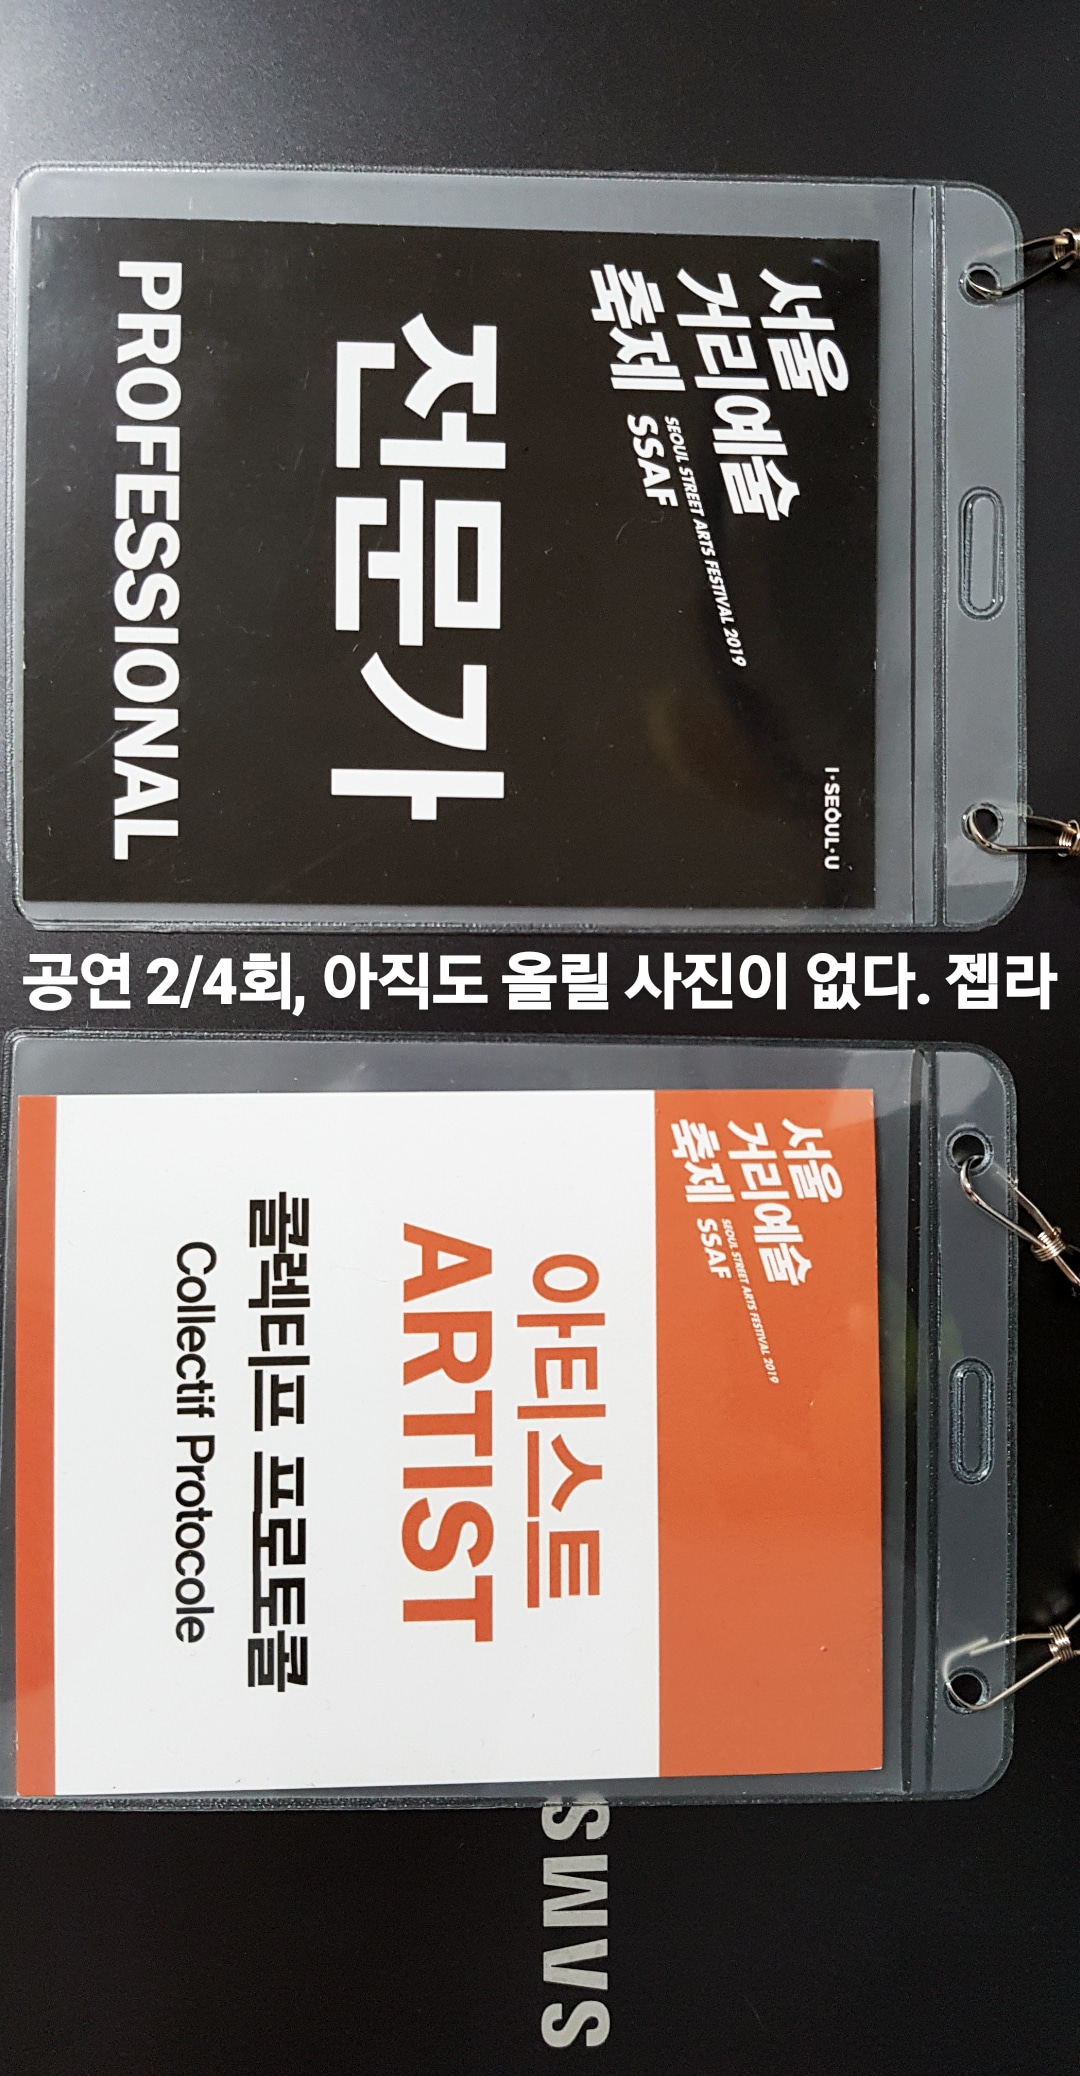 서울
거리예술
축제
SEOUL STREET ARTS FESTIVAL 2019
SSAF
I·SEOUL·U
전문가
PROFESSIONAL
공연 2/4회, 아직도 올릴 사진이 없다. 젭라
서울
거리예술
축제
SEOUL STREET ARTS FESTIVAL 2019
SSAF
아티스트
ARTIST
콜렉티프 프로토콜
Collectif Protocole